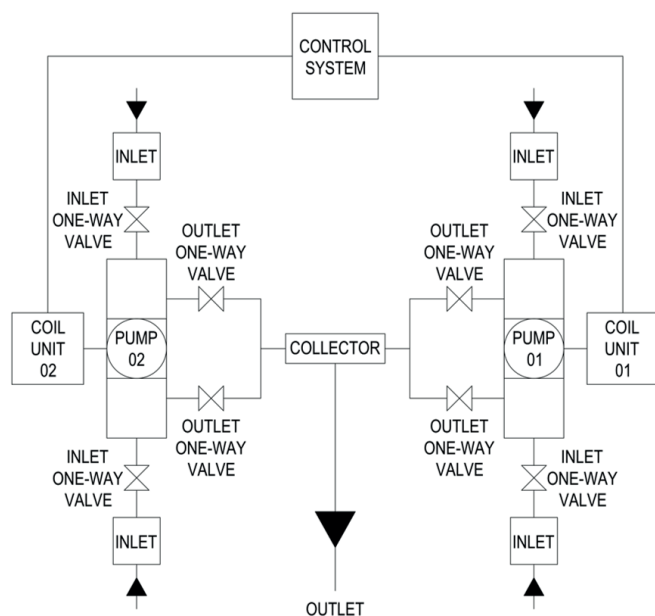 CONTROL
SYSTEM
INLET
INLET
INLET
ONE-WAY
VALVE
OUTLET
ONE-WAY
VALVE
OUTLET
ONE-WAY
VALVE
INLET
ONE-WAY
VALVE
COIL
UNIT
02
PUMP
02
COLLECTOR
PUMP
01
COIL
UNIT
01
OUTLET
ONE-WAY
VALVE
OUTLET
ONE-WAY
VALVE
INLET
ONE-WAY
VALVE
INLET
ONE-WAY
VALVE
INLET
INLET
OUTLET